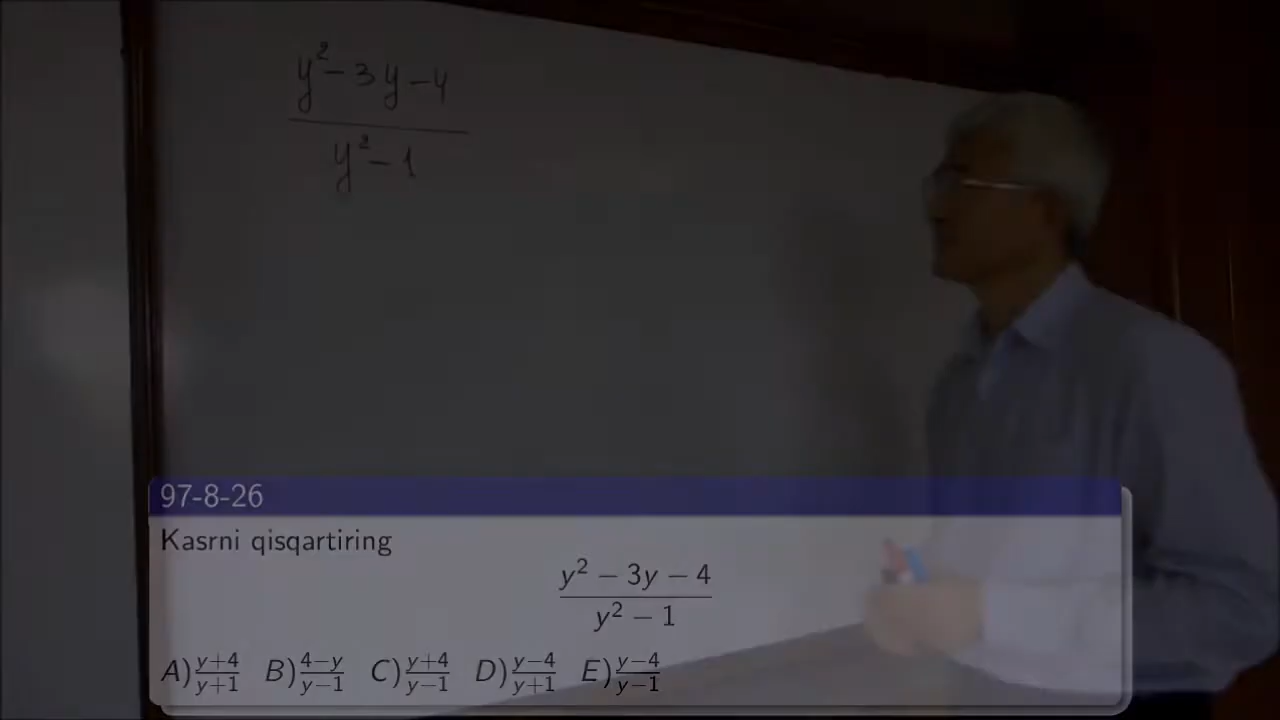 y² - 3y - 4
y² - 1
97-8-26
Kasrni qisqartiring
y² − 3y − 4
y² − 1
A) y+4/y+1 B) 4−y/y−1 C) y+4/y−1 D) y−4/y+1 E) y−4/y−1